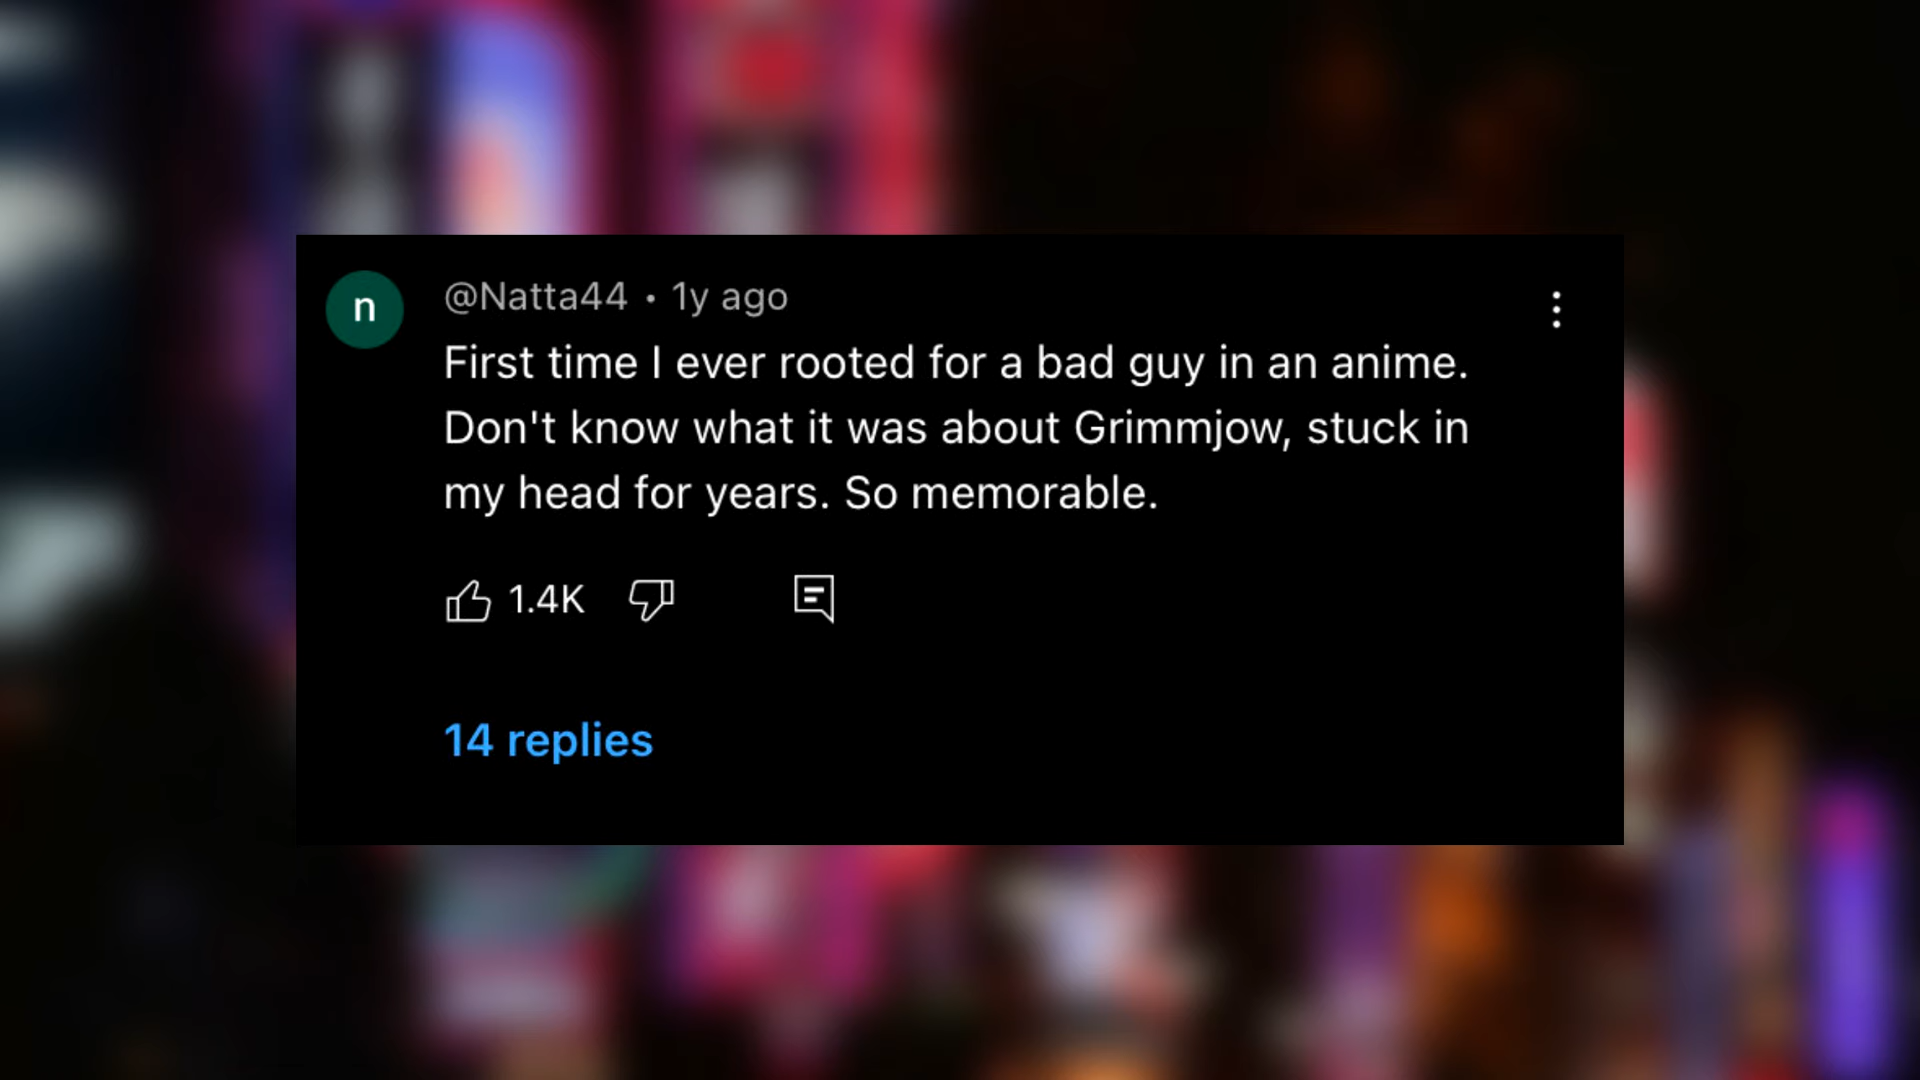 n
@Natta44 • 1y ago
First time I ever rooted for a bad guy in an anime.
Don't know what it was about Grimmjow, stuck in
my head for years. So memorable.
1.4K
14 replies